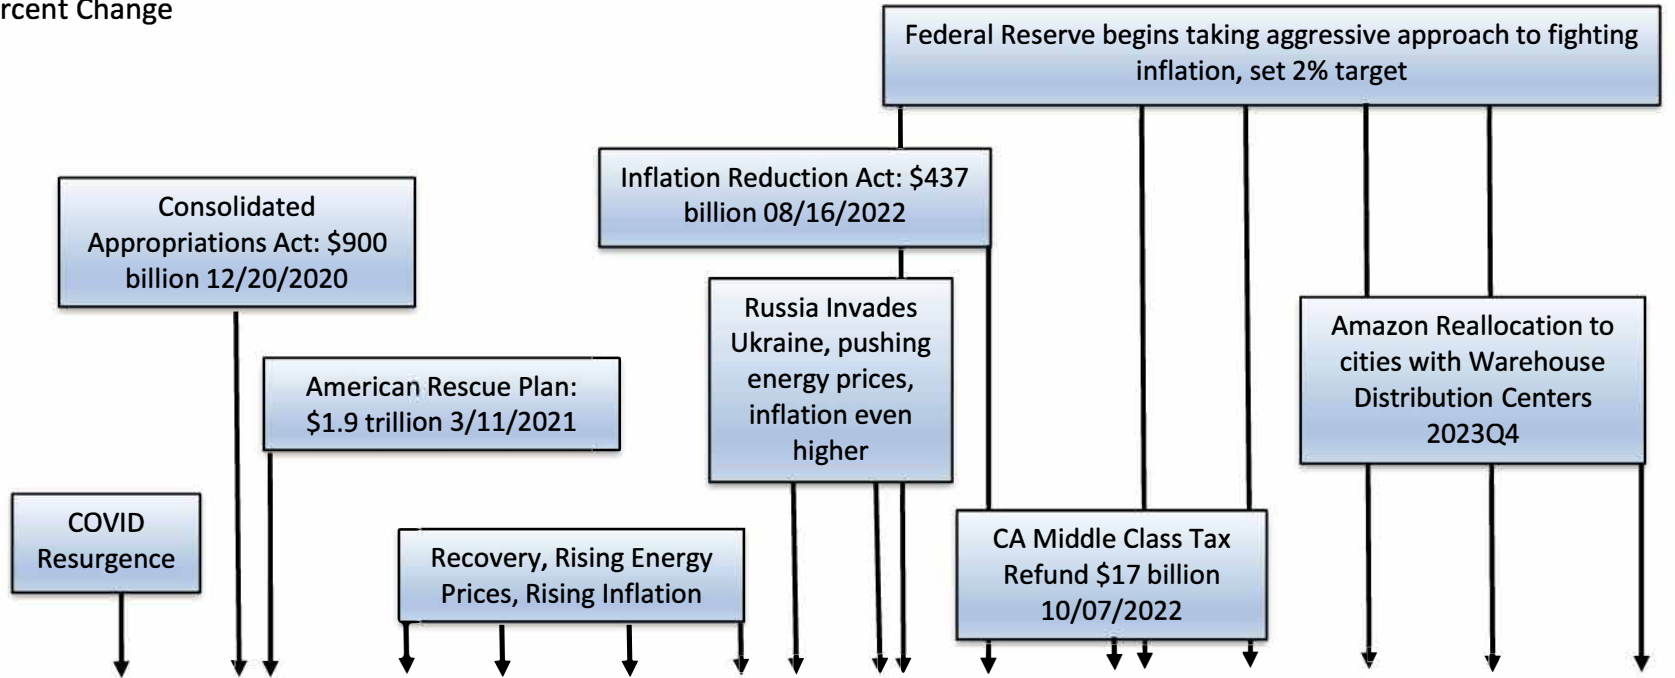 Change
Federal Reserve begins taking aggressive approach to fighting
inflation, set 2% target
Inflation Reduction Act: $437
billion 08/16/2022
Consolidated
Appropriations Act: $900
billion 12/20/2020
Russia Invades
Ukraine, pushing
energy prices,
inflation even
higher
Amazon Reallocation to
cities with Warehouse
Distribution Centers
2023Q4
American Rescue Plan:
$1.9 trillion 3/11/2021
COVID
Resurgence
Recovery, Rising Energy
Prices, Rising Inflation
CA Middle Class Tax
Refund $17 billion
10/07/2022